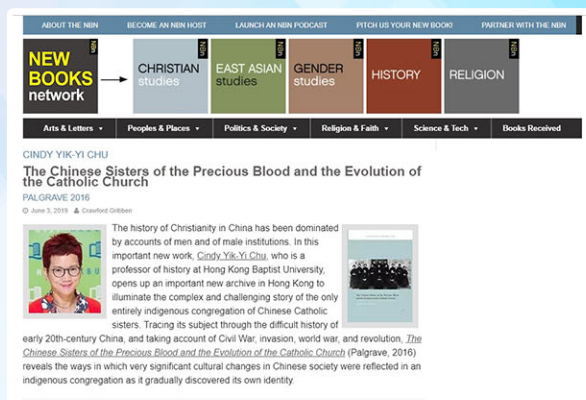 ABOUT THE NBN BECOME AN NBN HOST LAUNCH AN NBN PODCAST PITCH US YOUR NEW BOOK! PARTNER WITH THE NBN
NEW
BOOKS
network
NBn
CHRISTIAN
studies
NBn
EAST ASIAN
studies
NBn
GENDER
studies
NBn
HISTORY
NBn
RELIGION
NBn
Arts & Letters Peoples & Places Politics & Society Religion & Faith Science & Tech Books Received
CINDY YIK-YI CHU
The Chinese Sisters of the Precious Blood and the Evolution of
the Catholic Church
PALGRAVE 2016
June 3, 2019 Crawford Gribben
The history of Christianity in China has been dominated
by accounts of men and of male institutions. In this
important new work, Cindy Yik-Yi Chu, who is a
professor of history at Hong Kong Baptist University,
opens up an important new archive in Hong Kong to
illuminate the complex and challenging story of the only
entirely indigenous congregation of Chinese Catholic
sisters. Tracing its subject through the difficult history of
early 20th-century China, and taking account of Civil War, invasion, world war, and revolution, The
Chinese Sisters of the Precious Blood and the Evolution of the Catholic Church (Palgrave, 2016)
reveals the ways in which very significant cultural changes in Chinese society were reflected in an
indigenous congregation as it gradually discovered its own identity.